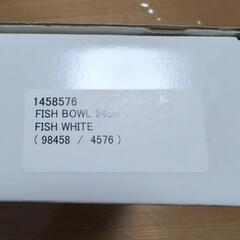 1458576
FISH BOWL 24cm
FISH WHITE
( 98458 / 4576 )